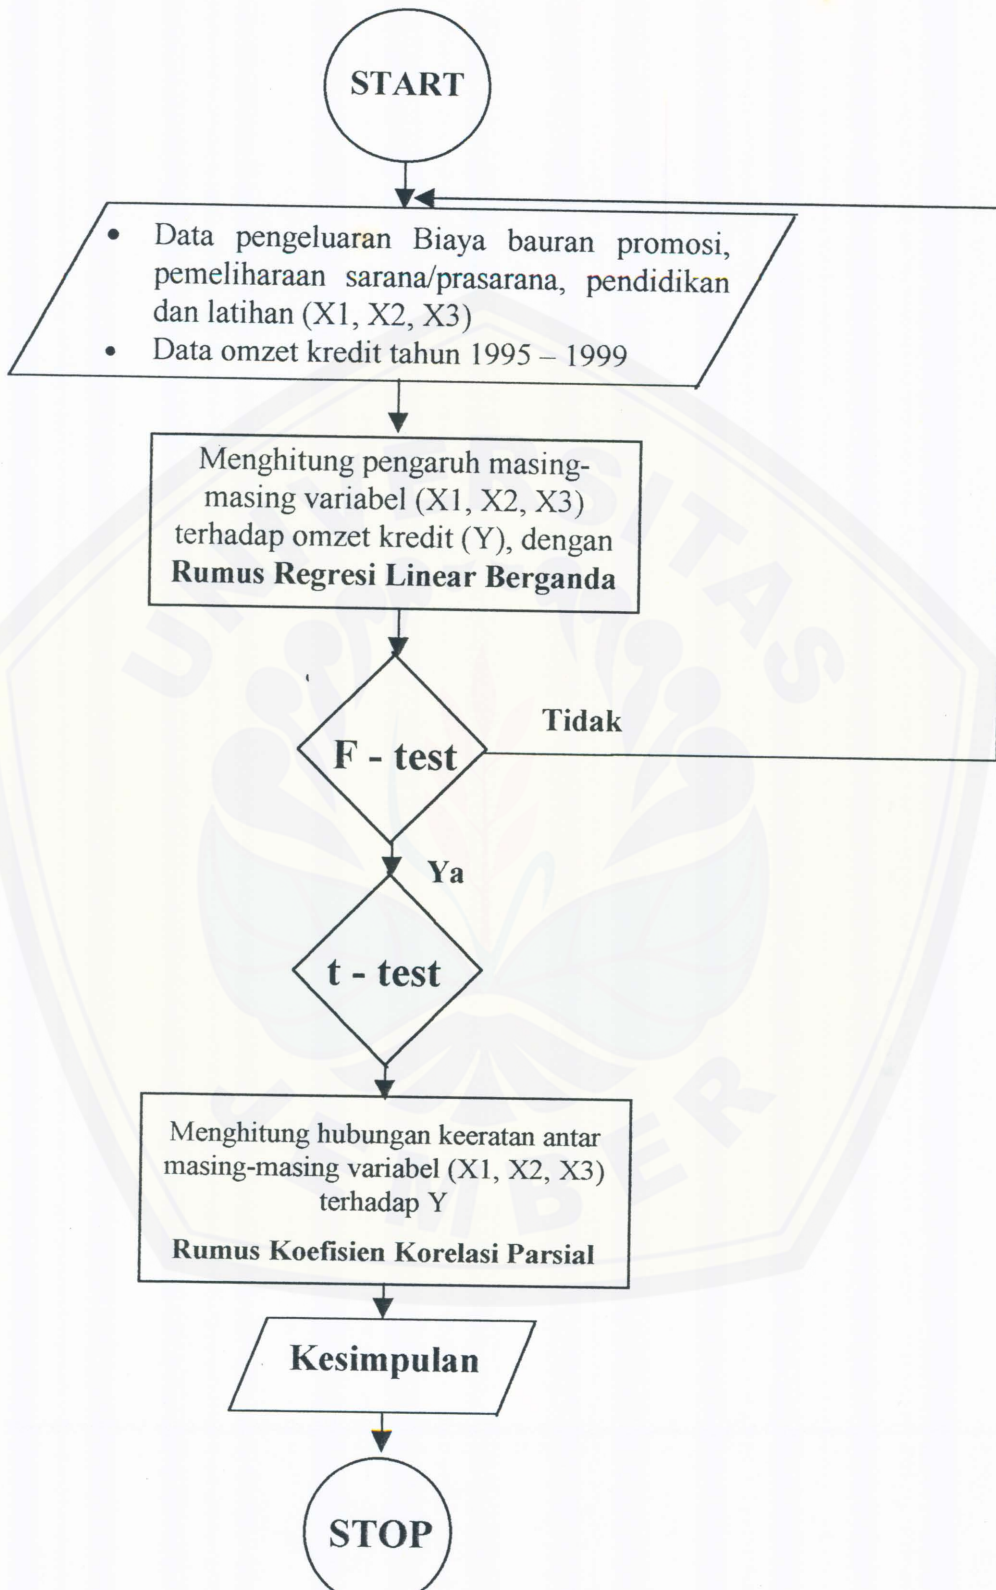 START
• Data pengeluaran Biaya bauran promosi,
pemeliharaan sarana/prasarana, pendidikan
dan latihan (X1, X2, X3)
• Data omzet kredit tahun 1995 – 1999
Menghitung pengaruh masing-
masing variabel (X1, X2, X3)
terhadap omzet kredit (Y), dengan
Rumus Regresi Linear Berganda
Tidak
F - test
Ya
t - test
Menghitung hubungan keeratan antar
masing-masing variabel (X1, X2, X3)
terhadap Y
Rumus Koefisien Korelasi Parsial
Kesimpulan
STOP
UNIVERSITAS
JEMBER